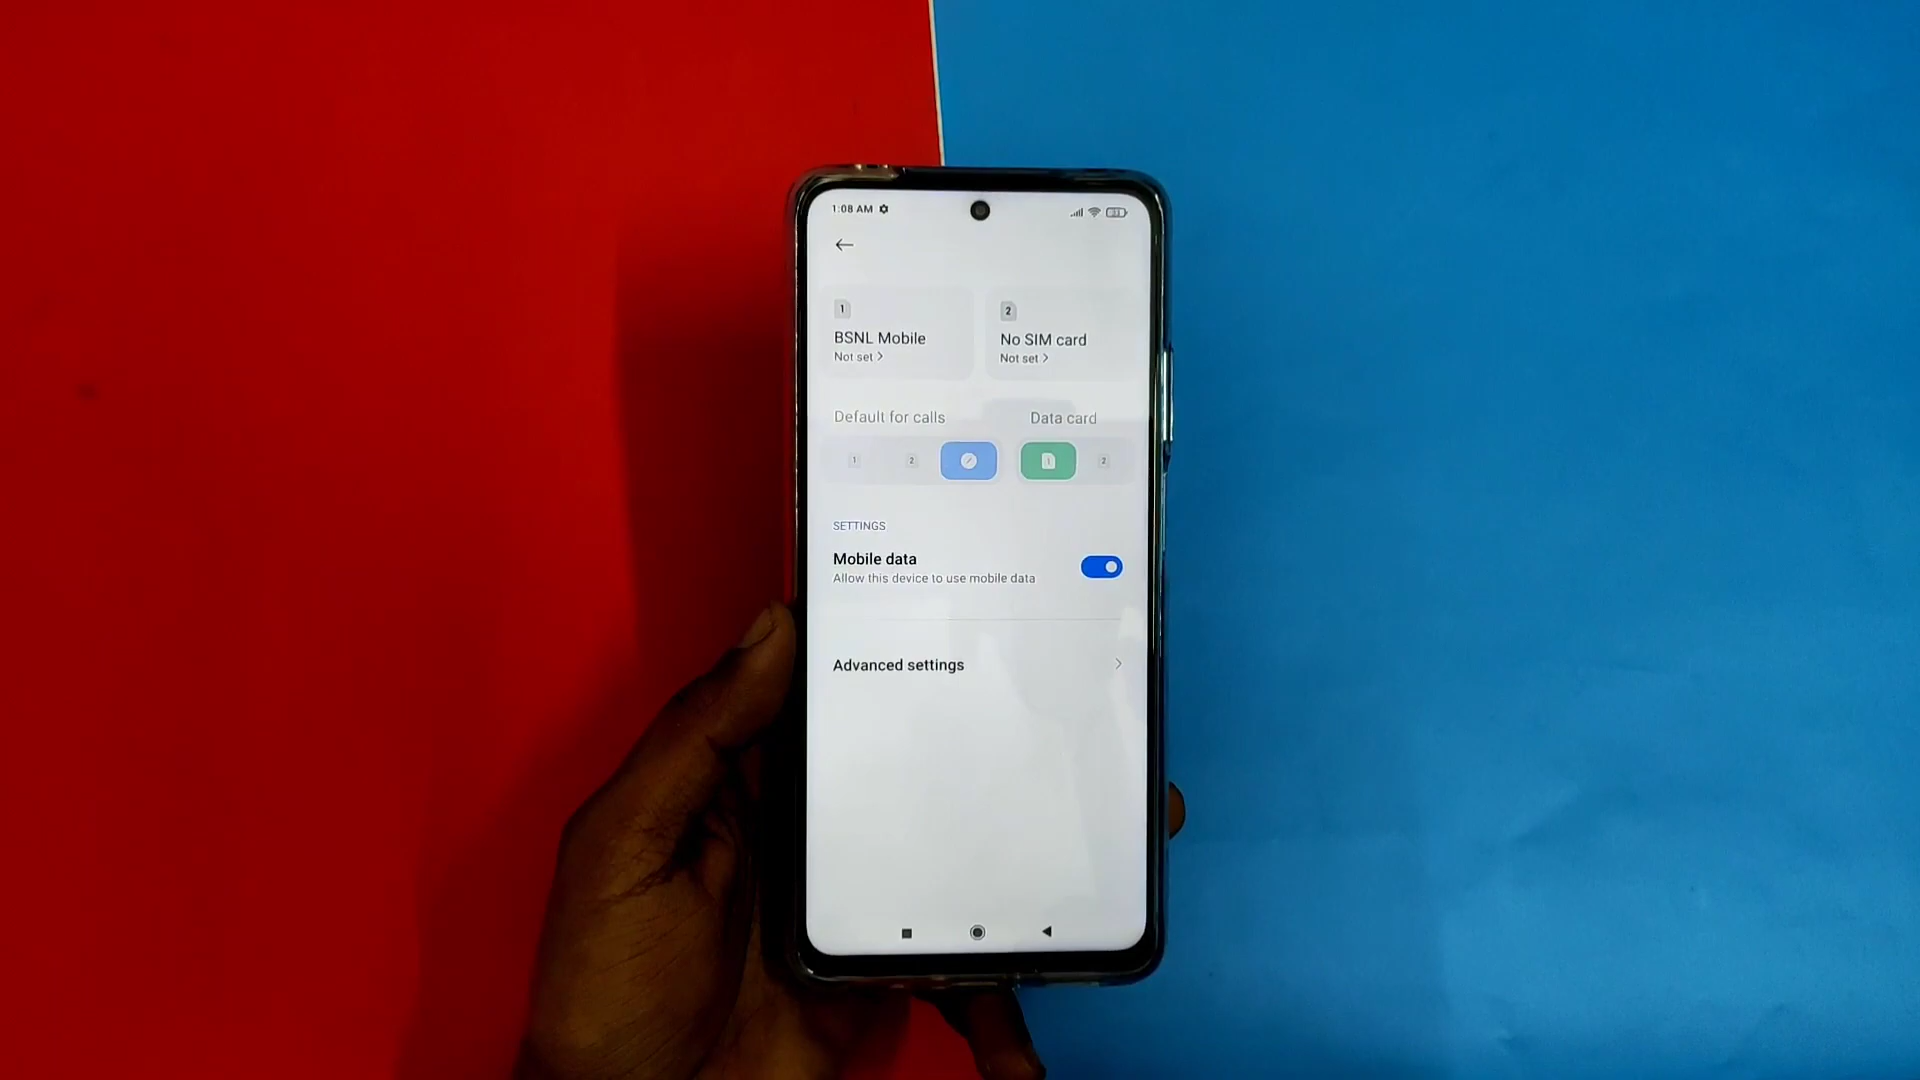 1:08 AM
1
BSNL Mobile
Not set >
2
No SIM card
Not set >
Default for calls
Data card
1 2
1 2
SETTINGS
Mobile data
Allow this device to use mobile data
Advanced settings >